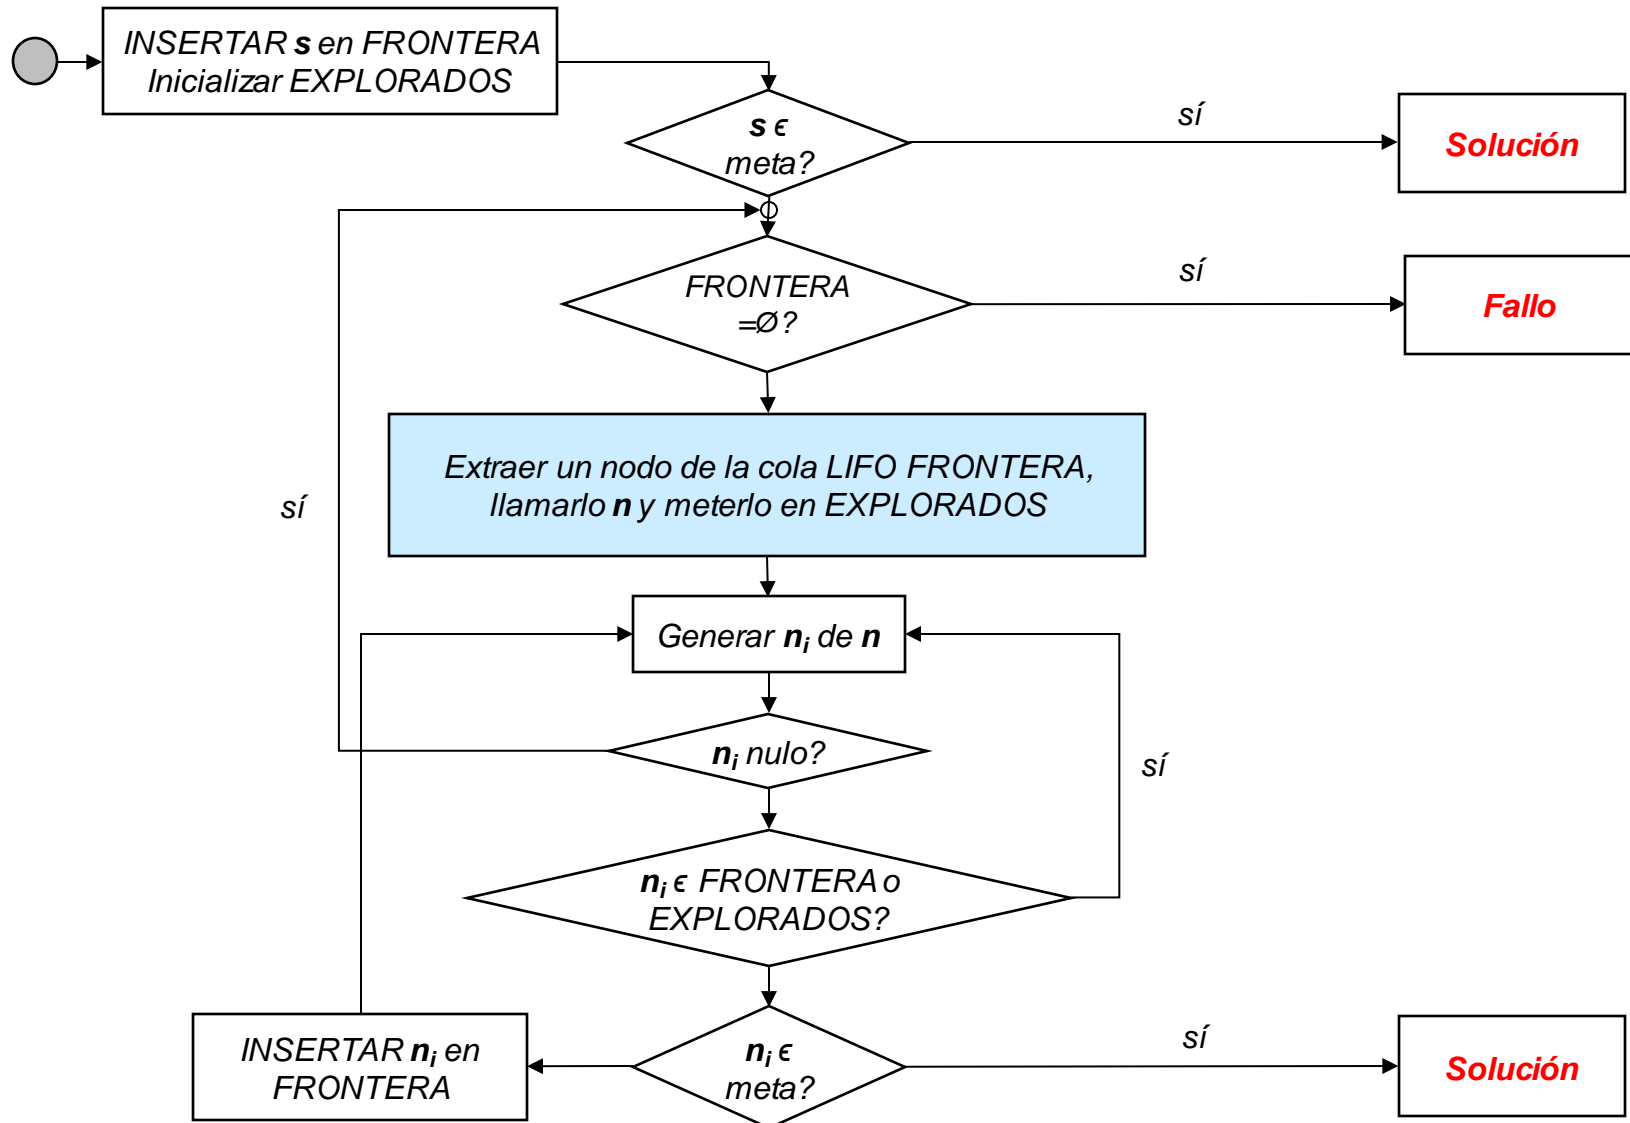 INSERTAR s en FRONTERA
Inicializar EXPLORADOS
s ϵ
meta?
sí
Solución
FRONTERA
=Ø?
sí
Fallo
Extraer un nodo de la cola LIFO FRONTERA,
llamarlo n y meterlo en EXPLORADOS
sí
Generar ni de n
ni nulo?
sí
ni ϵ FRONTERA o
EXPLORADOS?
INSERTAR ni en
FRONTERA
ni ϵ
meta?
sí
Solución